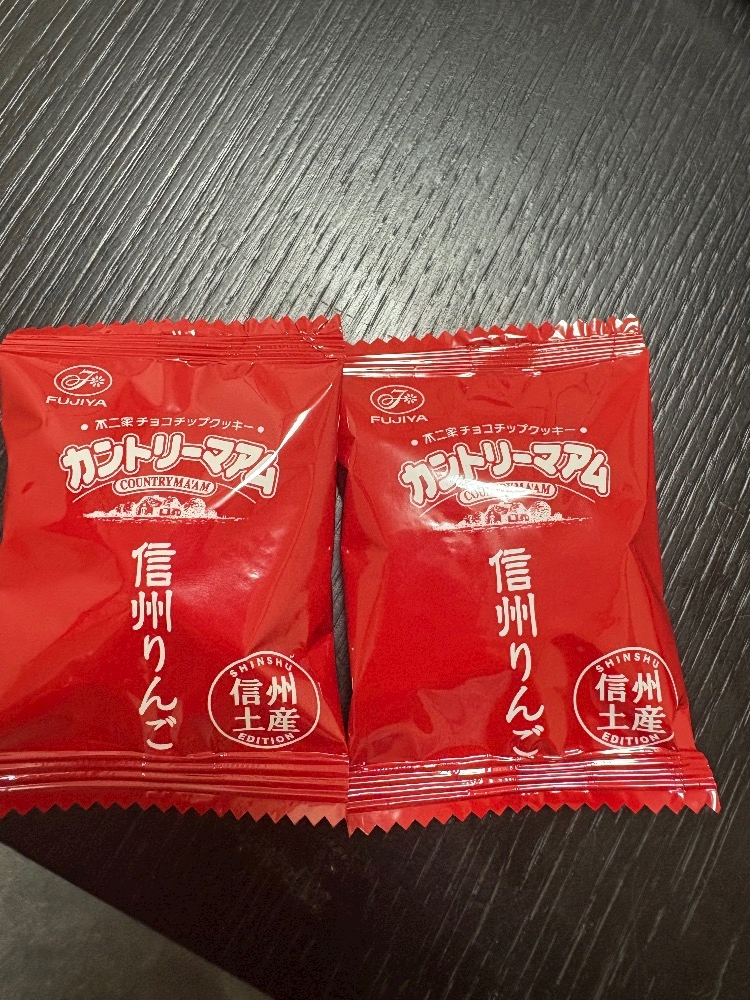 FUJIYA
・不二家 チョコチップクッキー・
カントリーマアム
COUNTRY MA'AM
信州りんご
SHINSHU
信州
土産
EDITION
FUJIYA
・不二家 チョコチップクッキー・
カントリーマアム
COUNTRY MA'AM
信州りんご
SHINSHU
信州
土産
EDITION